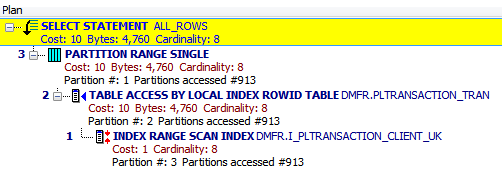 Plan
SELECT STATEMENT ALL_ROWS
Cost: 10 Bytes: 4,760 Cardinality: 8
3 PARTITION RANGE SINGLE
Cost: 10 Bytes: 4,760 Cardinality: 8
Partition #: 1 Partitions accessed #913
2 TABLE ACCESS BY LOCAL INDEX ROWID TABLE DMFR.PLTRANSACTION_TRAN
Cost: 10 Bytes: 4,760 Cardinality: 8
Partition #: 2 Partitions accessed #913
1 INDEX RANGE SCAN INDEX DMFR.I_PLTRANSACTION_CLIENT_UK
Cost: 1 Cardinality: 8
Partition #: 3 Partitions accessed #913